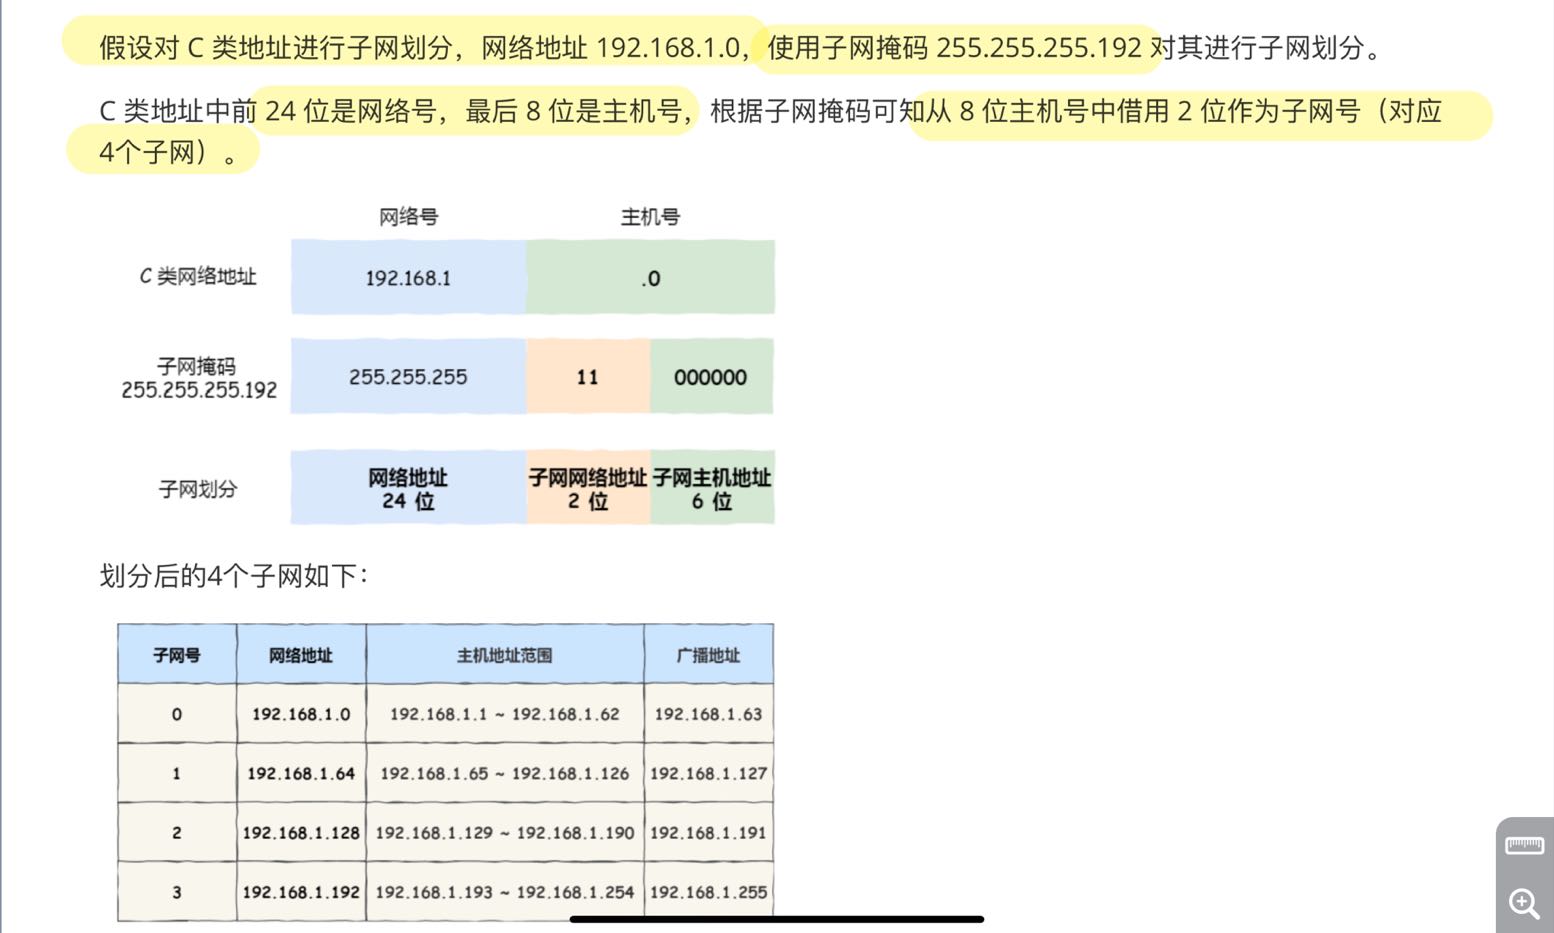 假设对 C 类地址进行子网划分，网络地址 192.168.1.0，使用子网掩码 255.255.255.192 对其进行子网划分。
C 类地址中前 24 位是网络号，最后 8 位是主机号，根据子网掩码可知从 8 位主机号中借用 2 位作为子网号（对应
4个子网）。
网络号 主机号
C 类网络地址 192.168.1 .0
子网掩码
255.255.255.192 255.255.255 11 000000
子网划分 网络地址 子网网络地址 子网主机地址
24 位 2 位 6 位
划分后的4个子网如下：
子网号 网络地址 主机地址范围 广播地址
0 192.168.1.0 192.168.1.1 ~ 192.168.1.62 192.168.1.63
1 192.168.1.64 192.168.1.65 ~ 192.168.1.126 192.168.1.127
2 192.168.1.128 192.168.1.129 ~ 192.168.1.190 192.168.1.191
3 192.168.1.192 192.168.1.193 ~ 192.168.1.254 192.168.1.255